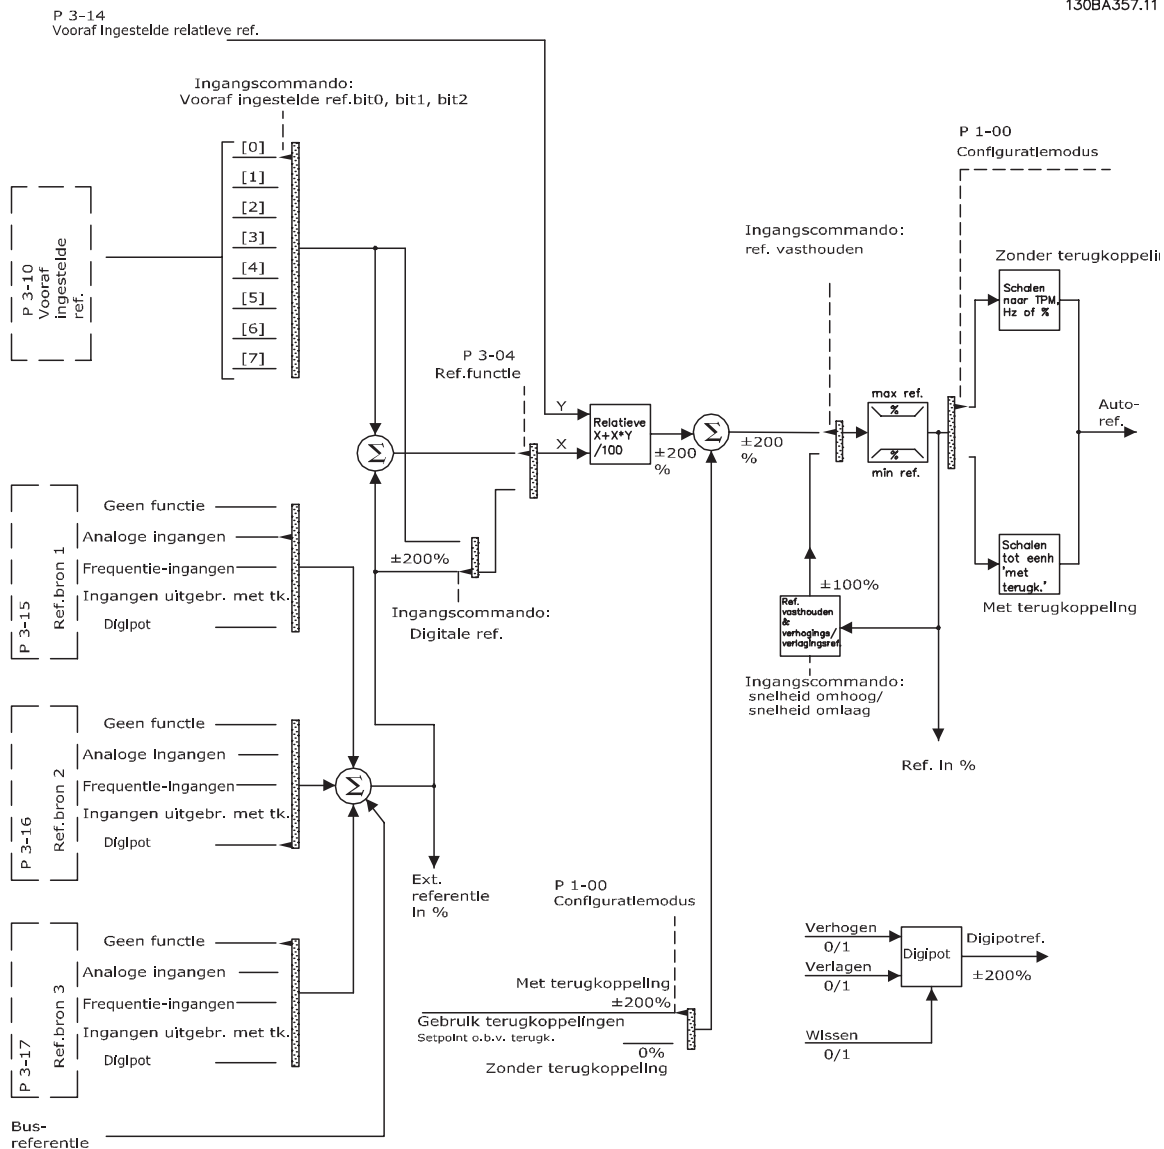 130BA357.11
P 3-14
Vooraf ingestelde relatieve ref.
Ingangscommando:
Vooraf ingestelde ref.bit0, bit1, bit2
[0]
[1]
[2]
[3]
[4]
[5]
[6]
[7]
P 3-10
Vooraf
ingestelde
ref.
P 1-00
Configuratiemodus
Ingangscommando:
ref. vasthouden
Zonder terugkoppelin
Schalen
naar TPM,
Hz of %
P 3-04
Ref.functie
Y
X
Relatieve
X+X*Y
/100
±200
%
Σ
±200
%
max ref.
%
%
min ref.
Auto-
ref.
Σ
P 3-15
Ref.bron 1
Geen functie
Analoge ingangen
Frequentie-ingangen
Ingangen uitgebr. met tk.
Digipot
±200%
Ingangscommando:
Digitale ref.
Schalen
tot eenh
'met
terugk.'
Met terugkoppeling
±100%
Ref.
vasthouden
&
verhogings/
verlagingsref.
Ingangscommando:
snelheid omhoog/
snelheid omlaag
Ref. in %
P 3-16
Ref.bron 2
Geen functie
Analoge ingangen
Frequentie-ingangen
Ingangen uitgebr. met tk.
Digipot
Σ
Ext.
referentie
in %
P 3-17
Ref.bron 3
Geen functie
Analoge ingangen
Frequentie-ingangen
Ingangen uitgebr. met tk.
Digipot
Bus-
referentie
P 1-00
Configuratiemodus
Met terugkoppeling
±200%
Gebruik terugkoppelingen
Setpoint o.b.v. terugk.
0%
Zonder terugkoppeling
Verhogen
0/1
Verlagen
0/1
Wissen
0/1
Digipot
Digipotref.
±200%